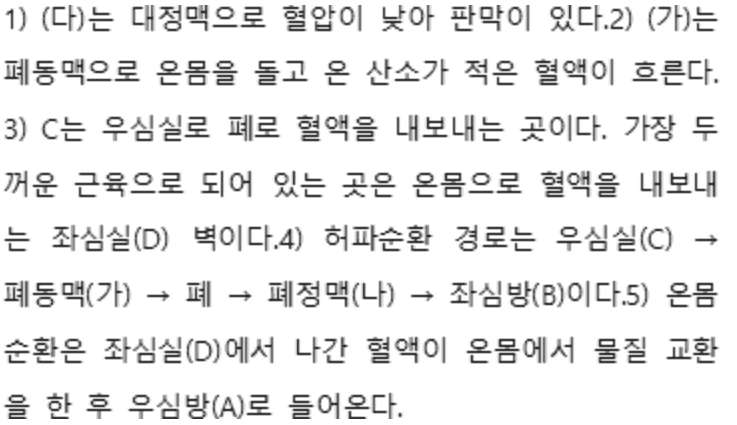 1) (다)는 대정맥으로 혈압이 낮아 판막이 있다.2) (가)는
폐동맥으로 온몸을 돌고 온 산소가 적은 혈액이 흐른다.
3) C는 우심실로 폐로 혈액을 내보내는 곳이다. 가장 두
꺼운 근육으로 되어 있는 곳은 온몸으로 혈액을 내보내
는 좌심실(D) 벽이다.4) 허파순환 경로는 우심실(C) →
폐동맥(가) → 폐 → 폐정맥(나) → 좌심방(B)이다.5) 온몸
순환은 좌심실(D)에서 나간 혈액이 온몸에서 물질 교환
을 한 후 우심방(A)로 들어온다.